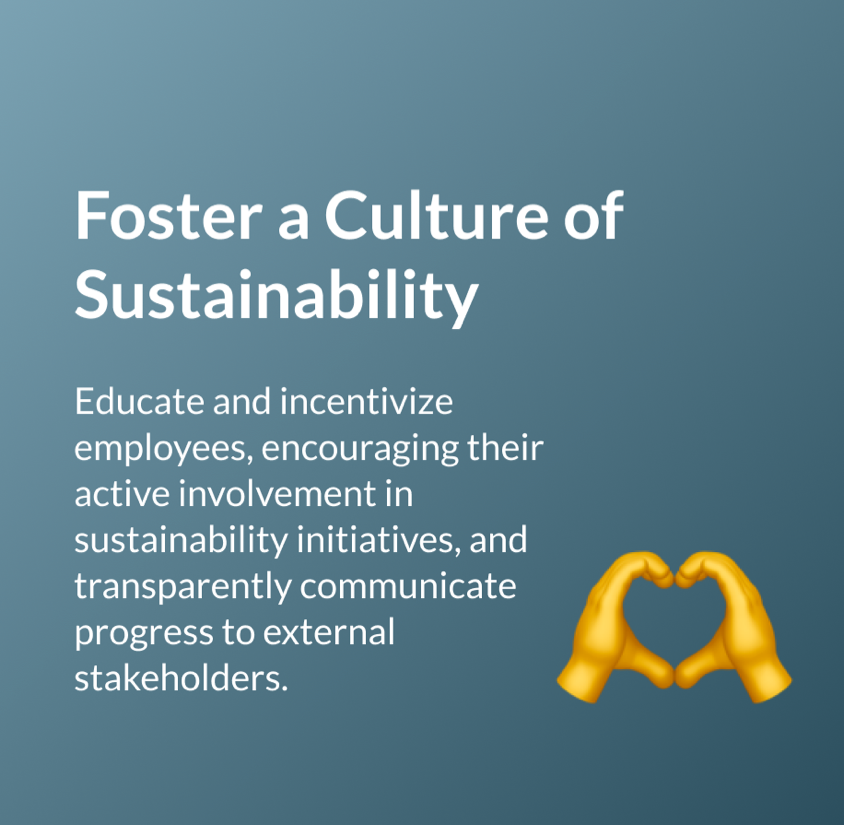 Foster a Culture of
Sustainability
Educate and incentivize
employees, encouraging their
active involvement in
sustainability initiatives, and
transparently communicate
progress to external
stakeholders.